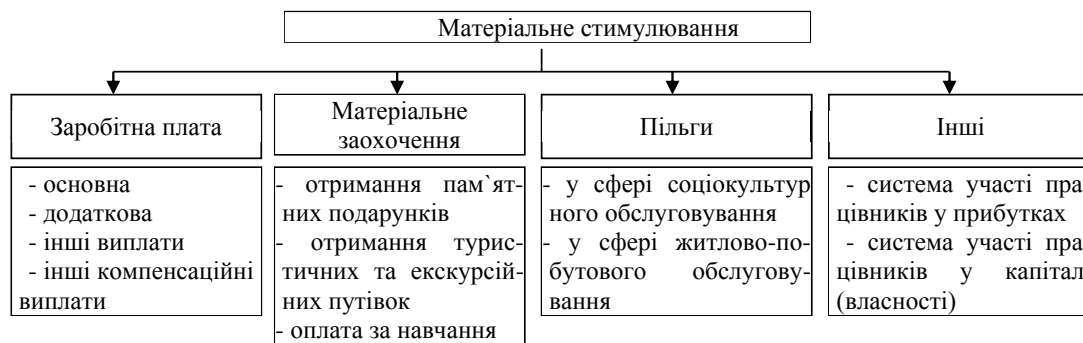 Матеріальне стимулювання
Заробітна плата
Матеріальне
заохочення
Пільги
Інші
- основна
- додаткова
- інші виплати
- інші компенсаційні
виплати
- отримання пам`ят-
них подарунків
- отримання турис-
тичних та екскурсій-
них путівок
- оплата за навчання
- у сфері соціокультур
ного обслуговування
- у сфері житлово-по-
бутового обслугову-
вання
- система участі пра
цівників у прибутках
- система участі пра
цівників у капітал
(власності)